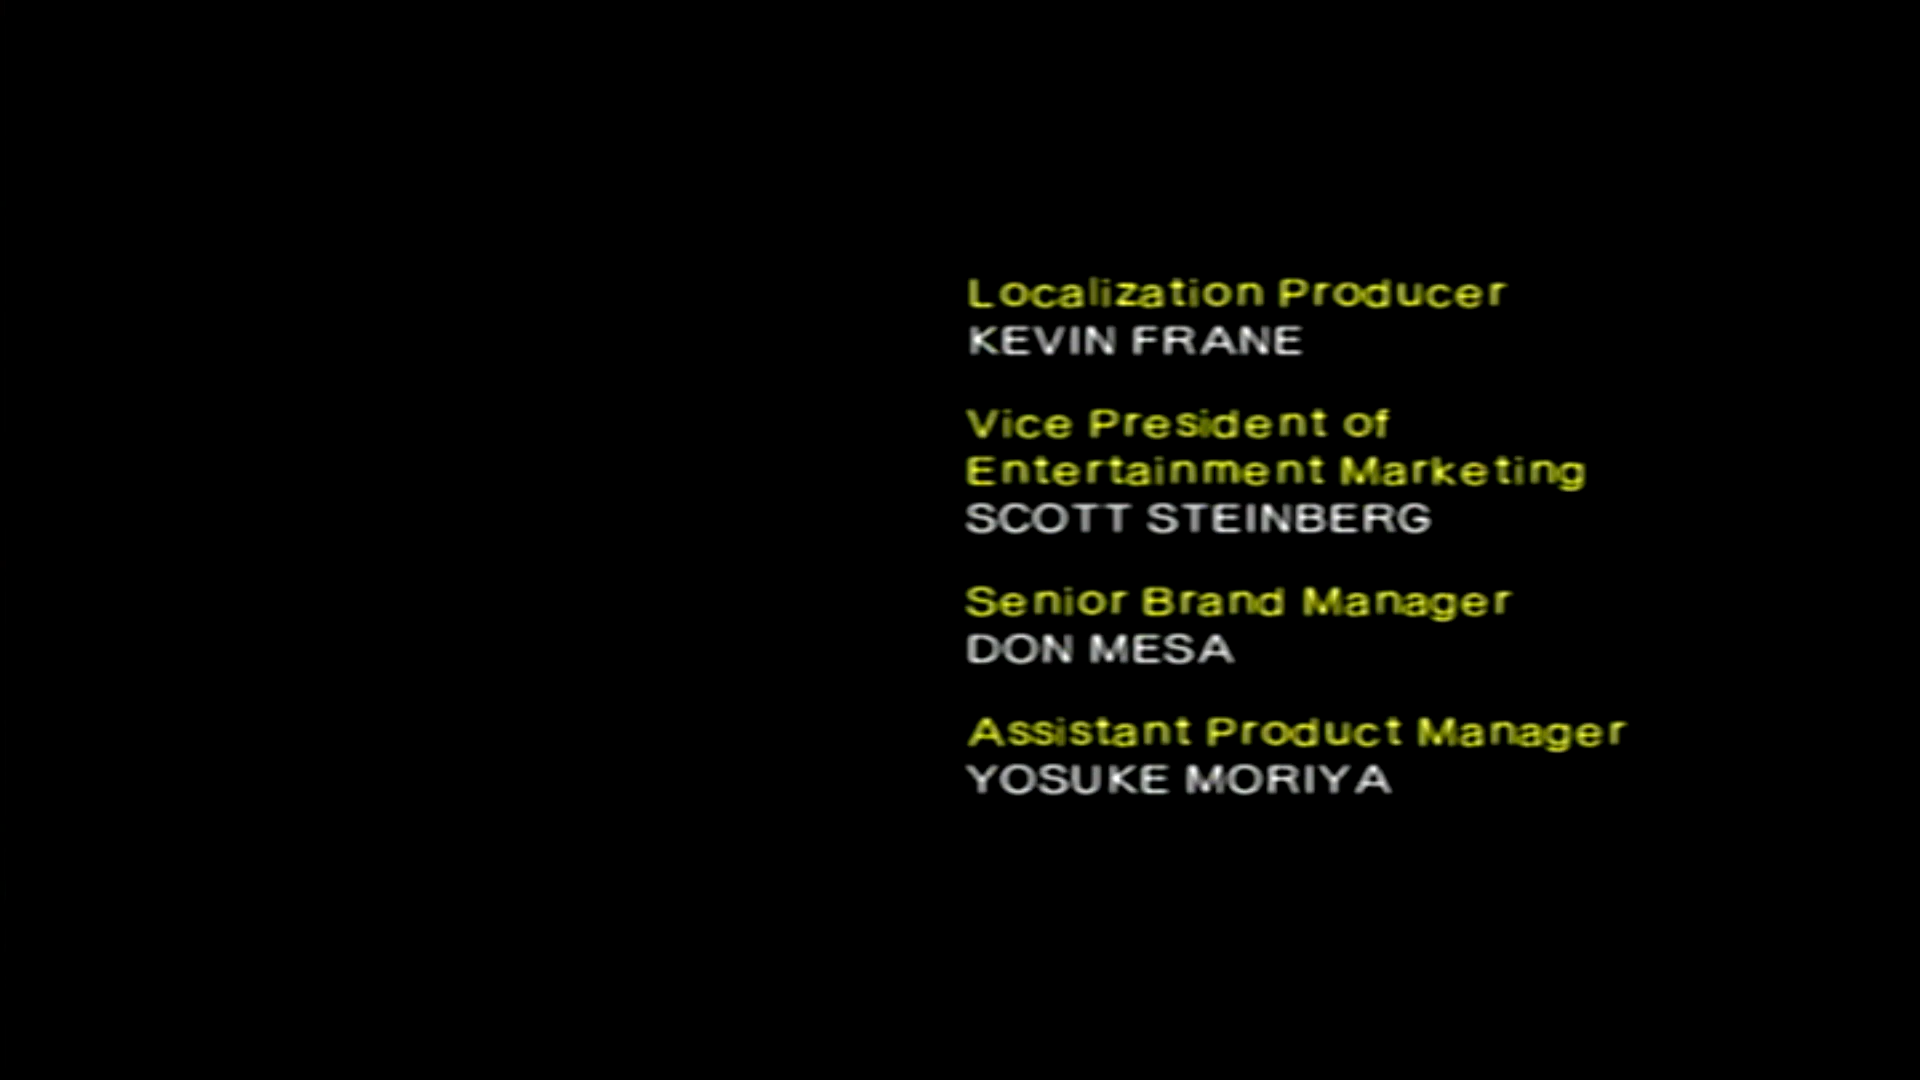 Localization Producer
KEVIN FRANE
Vice President of
Entertainment Marketing
SCOTT STEINBERG
Senior Brand Manager
DON MESA
Assistant Product Manager
YOSUKE MORIYA